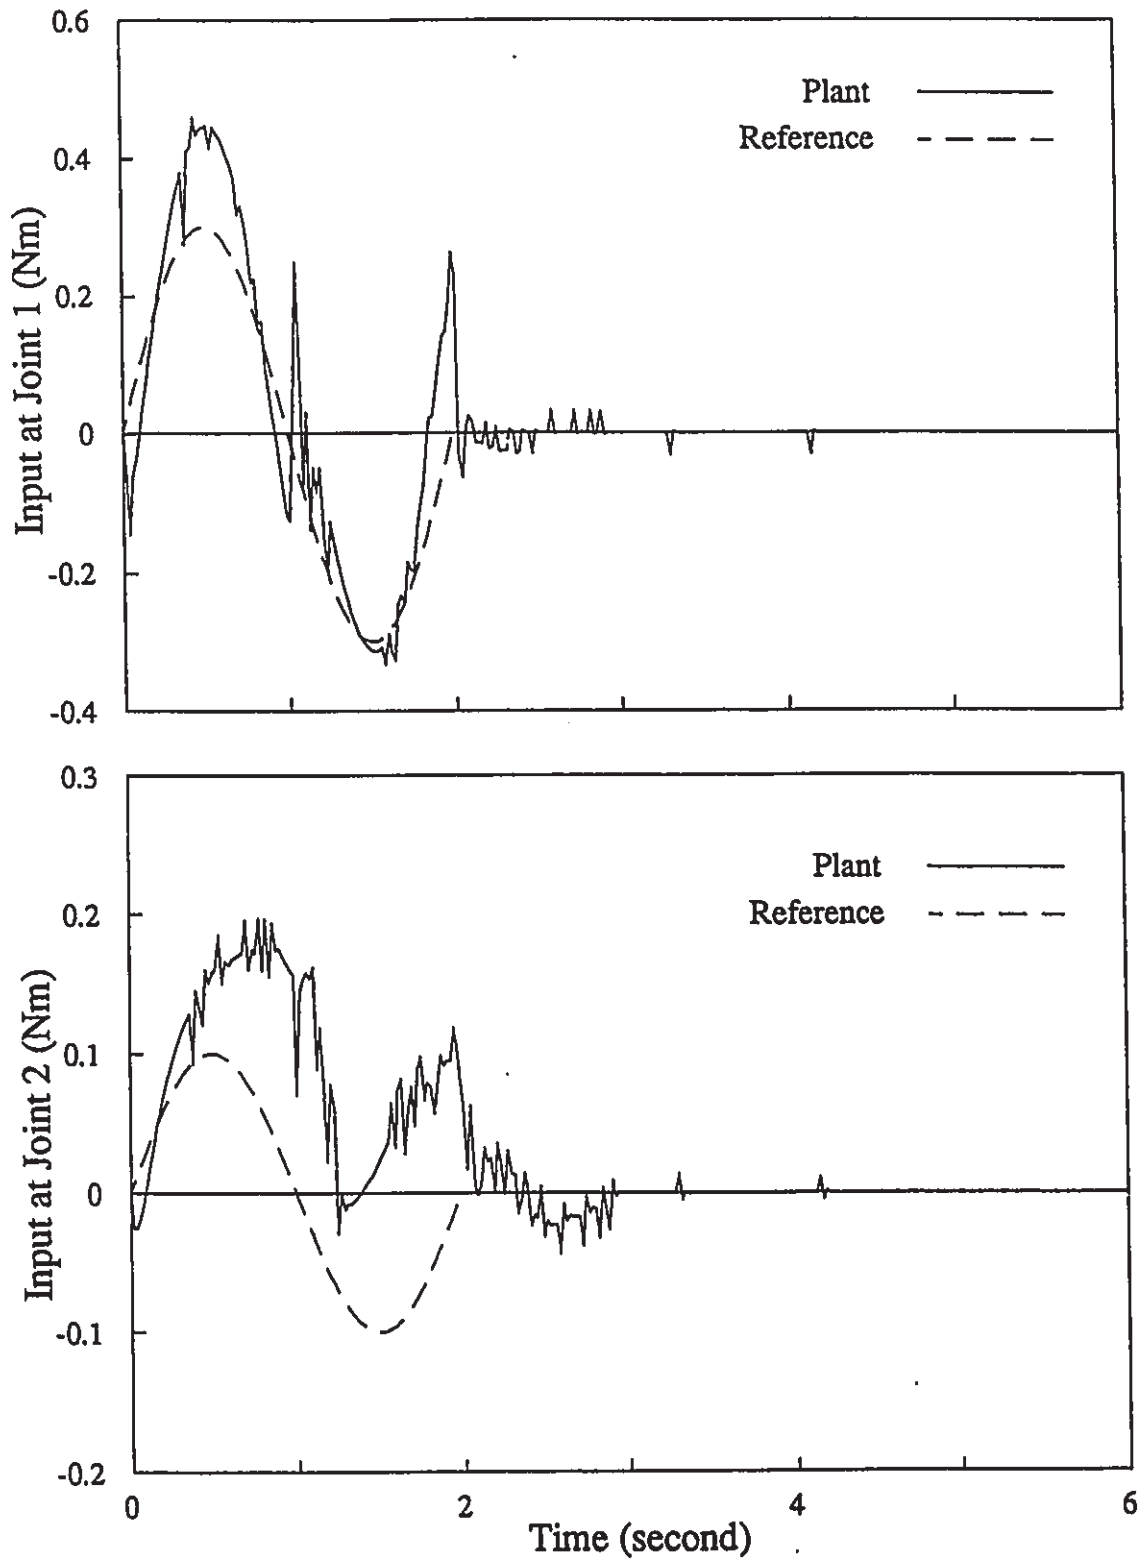 0.6
Plant
Reference
0.4
0.2
0
-0.2
-0.4
Input at Joint 1 (Nm)
0.3
Plant
Reference
0.2
0.1
0
-0.1
-0.2
Input at Joint 2 (Nm)
0 2 4 6
Time (second)